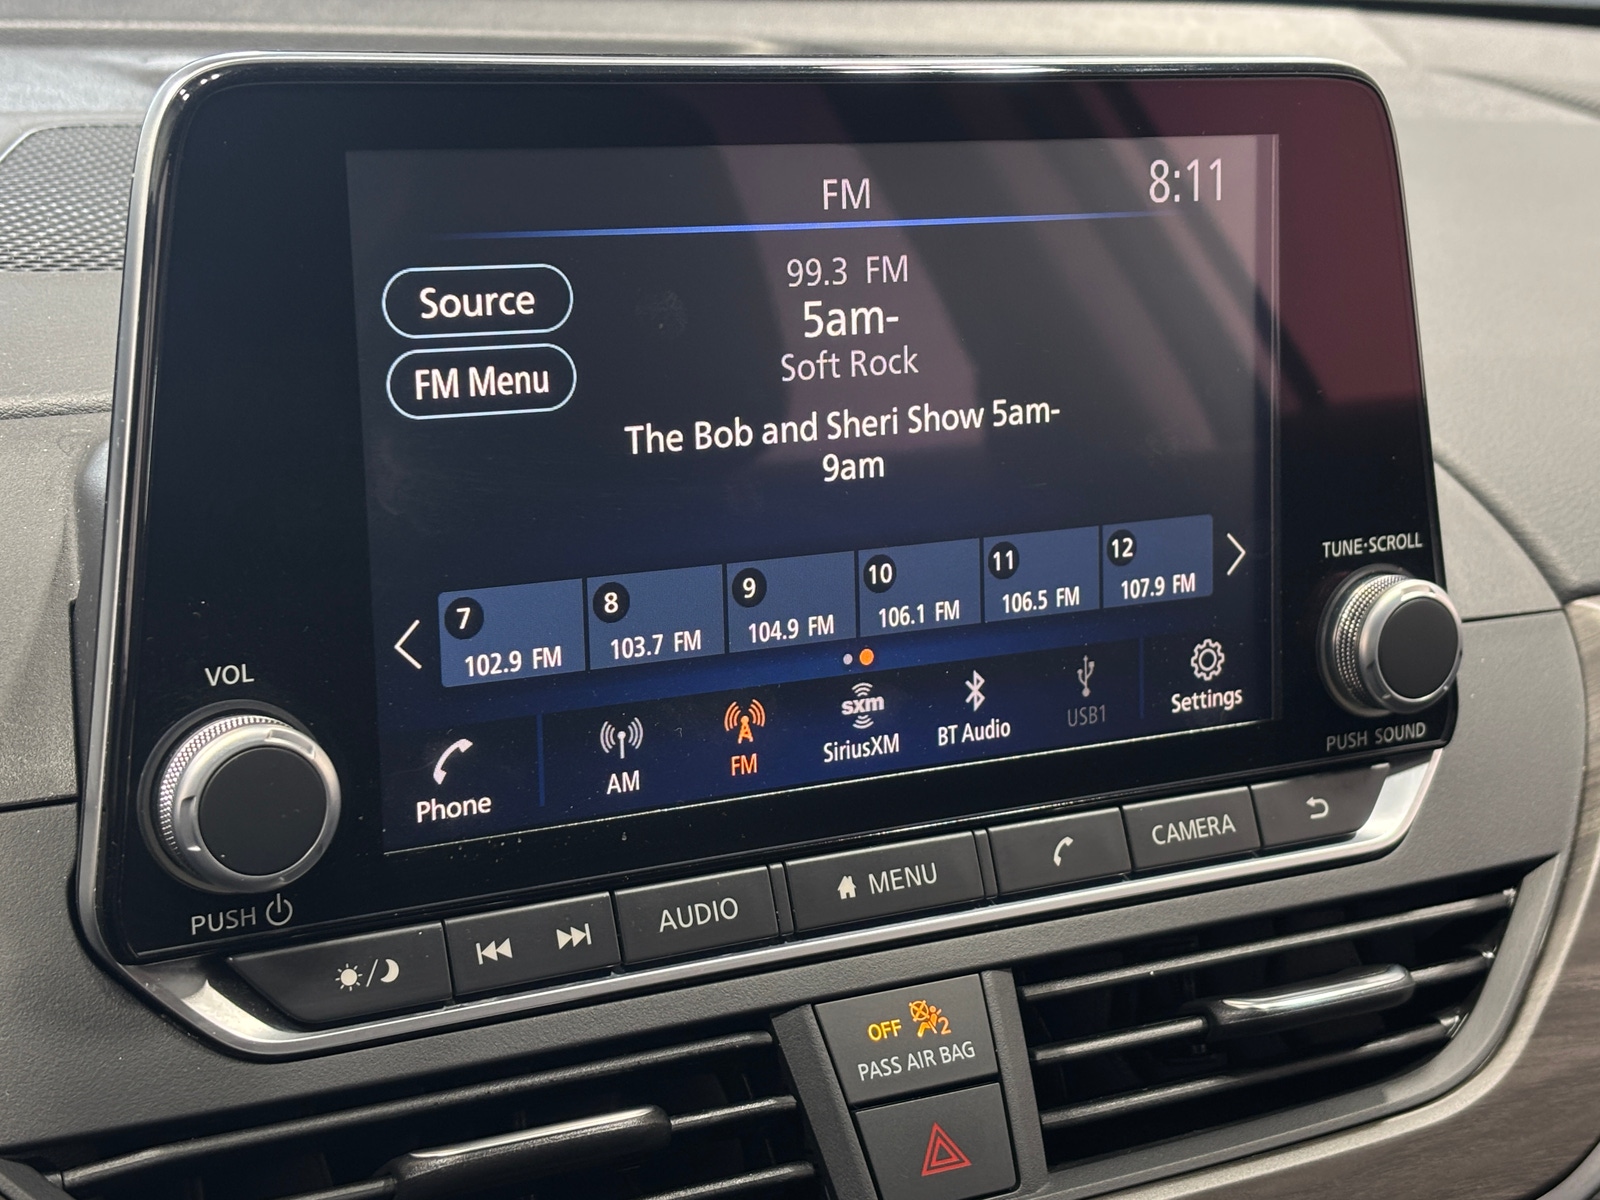 FM
8:11
Source
99.3 FM
5am-
Soft Rock
FM Menu
The Bob and Sheri Show 5am-
9am
7
102.9 FM
8
103.7 FM
9
104.9 FM
10
106.1 FM
11
106.5 FM
12
107.9 FM
Phone
AM
FM
sxm
SiriusXM
BT Audio
USB1
Settings
VOL
PUSH
TUNE·SCROLL
PUSH SOUND
AUDIO
MENU
CAMERA
OFF 2
PASS AIR BAG